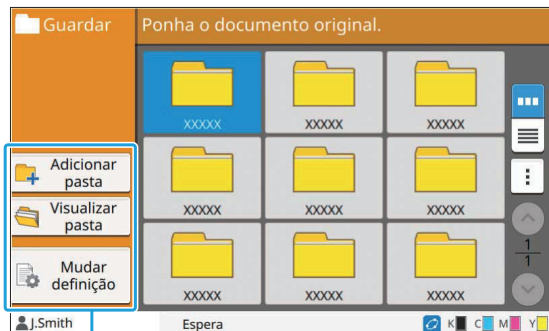 Guardar
Ponha o documento original.
XXXXX XXXXX XXXXX
Adicionar
pasta
Visualizar
pasta
Mudar
definição
XXXXX XXXXX XXXXX
XXXXX XXXXX XXXXX
1
1
J.Smith
Espera
K C M Y